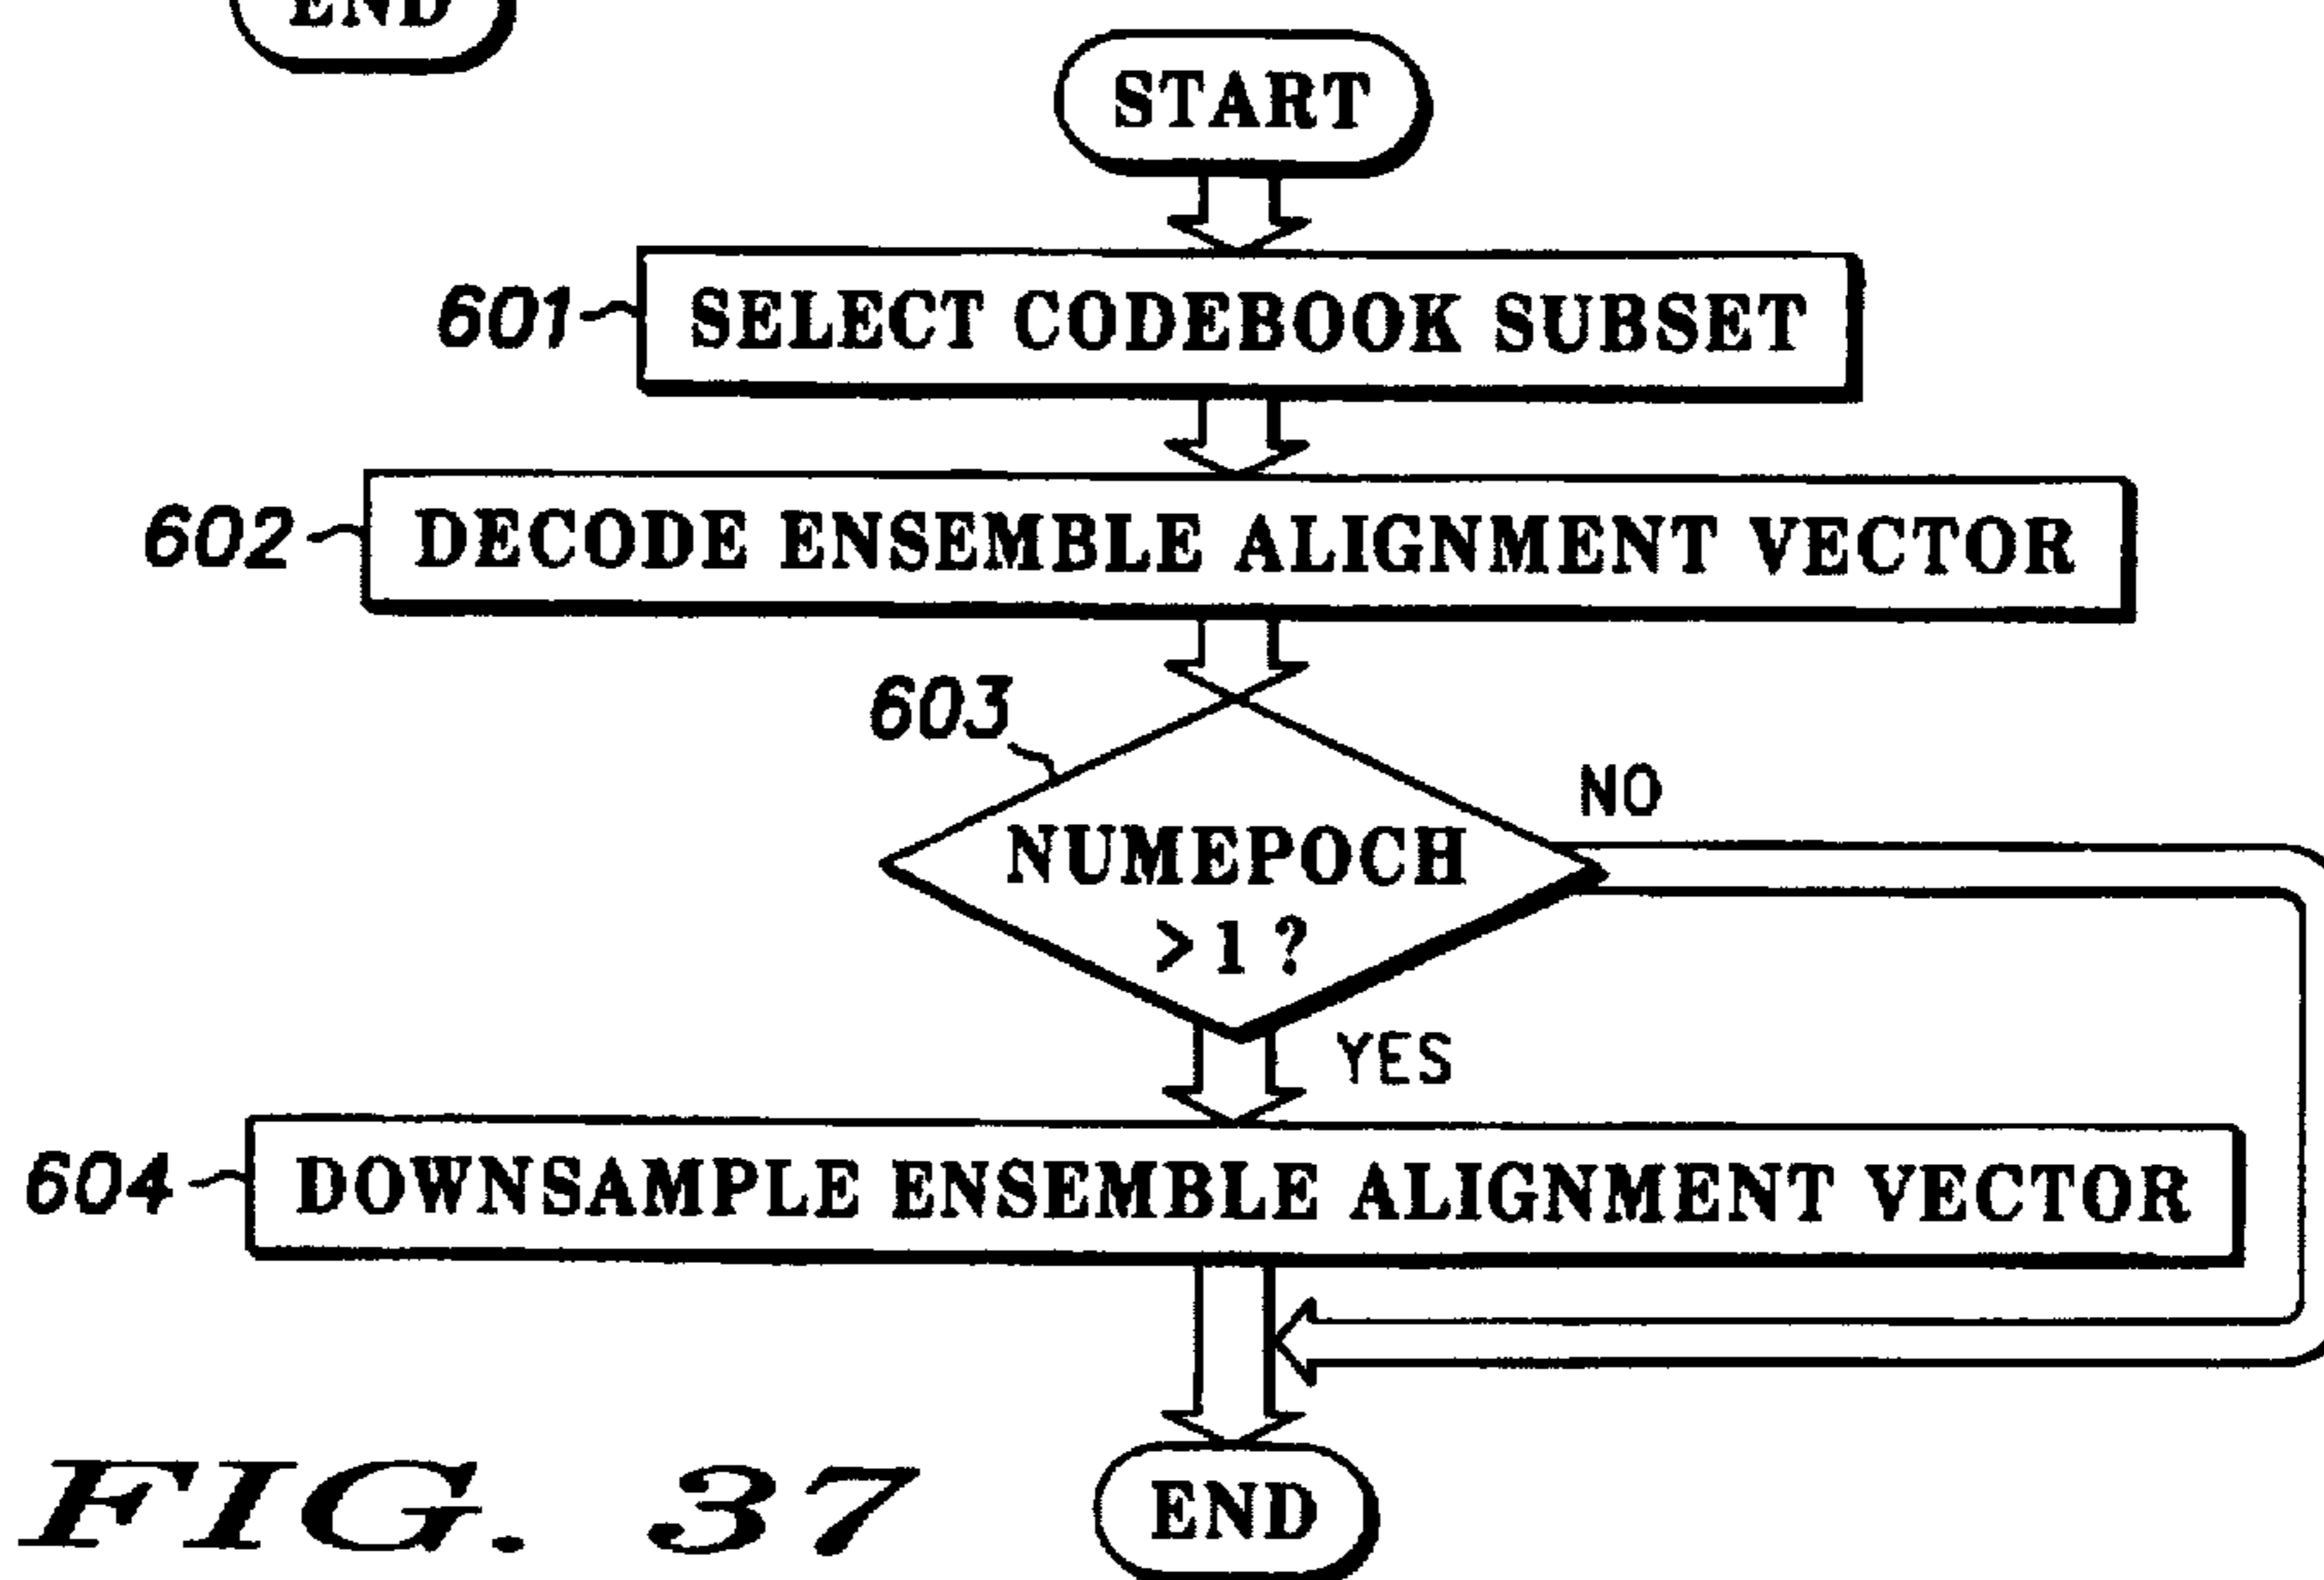 END
START
601
SELECT CODEBOOK SUBSET
602
DECODE ENSEMBLE ALIGNMENT VECTOR
603
NO
NUMEPOCH
>1?
YES
604
DOWNSAMPLE ENSEMBLE ALIGNMENT VECTOR
FIG. 37
END